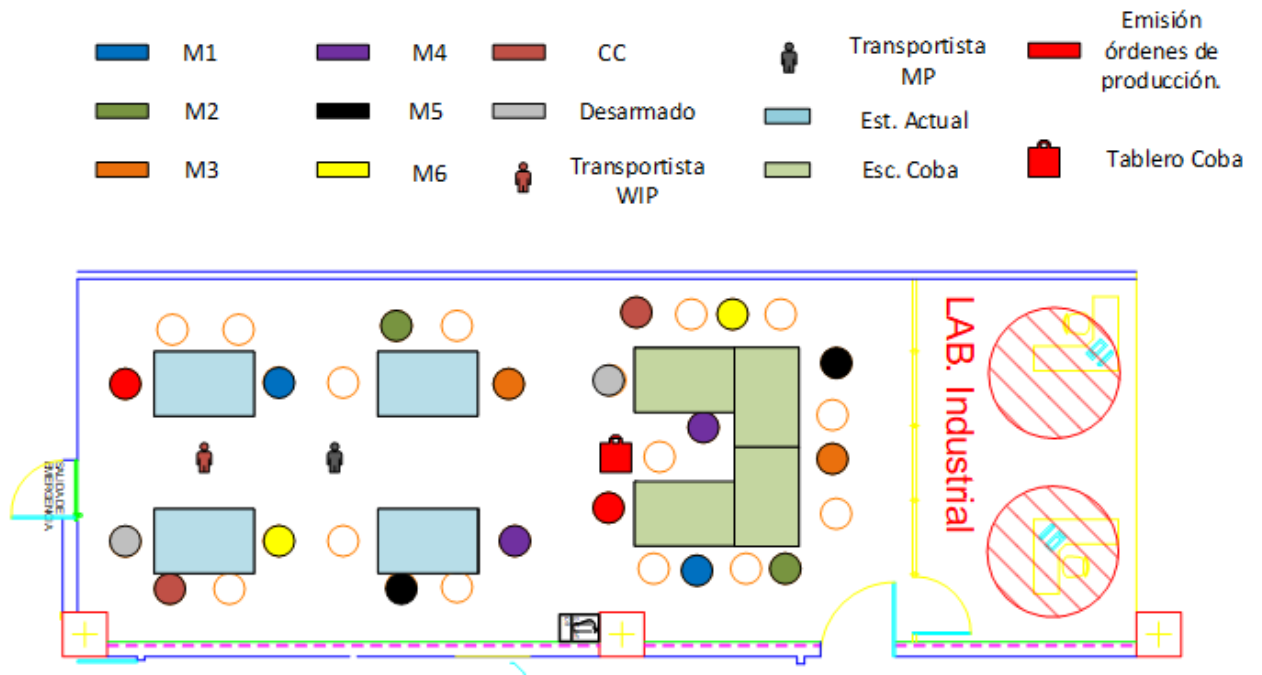 M1
M4
CC
Transportista
MP
Emisión
órdenes de
producción.
M2
M5
Desarmado
Est. Actual
M3
M6
Transportista
WIP
Esc. Coba
Tablero Coba
LAB. Industrial
SALIDA DE
EMERGENCIA